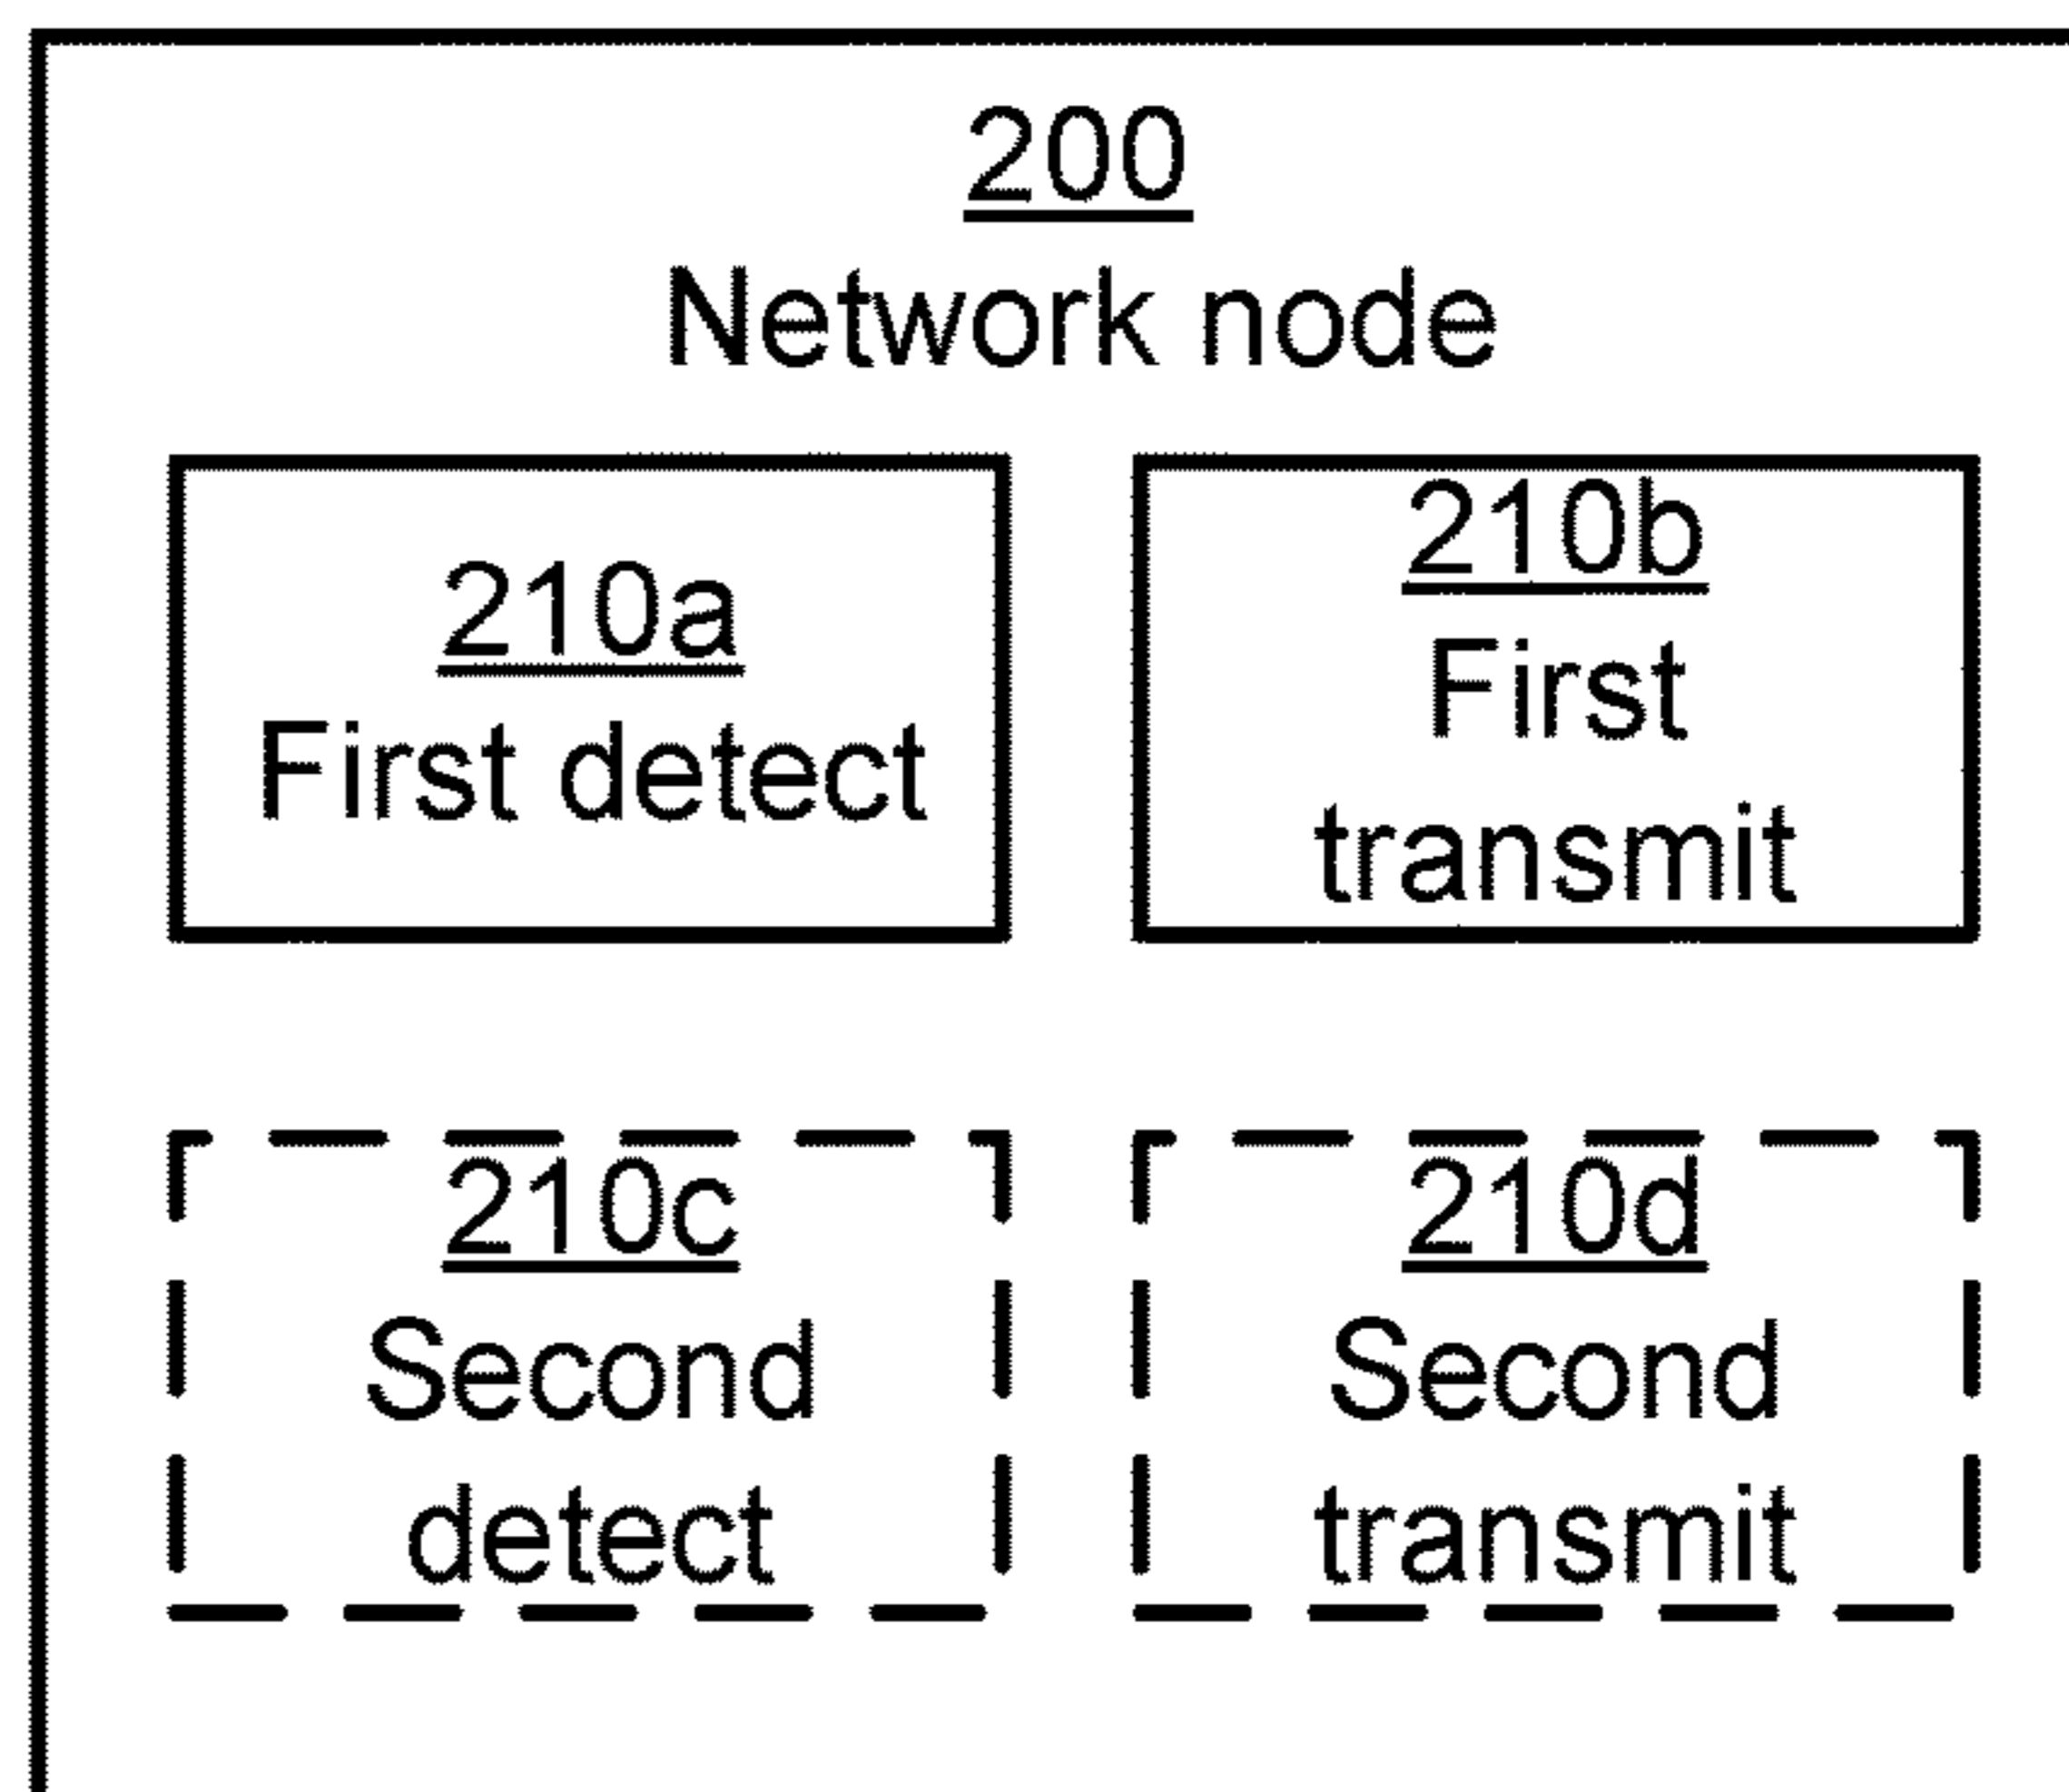 200
Network node
210a
First detect
210b
First
transmit
210c
Second
detect
210d
Second
transmit